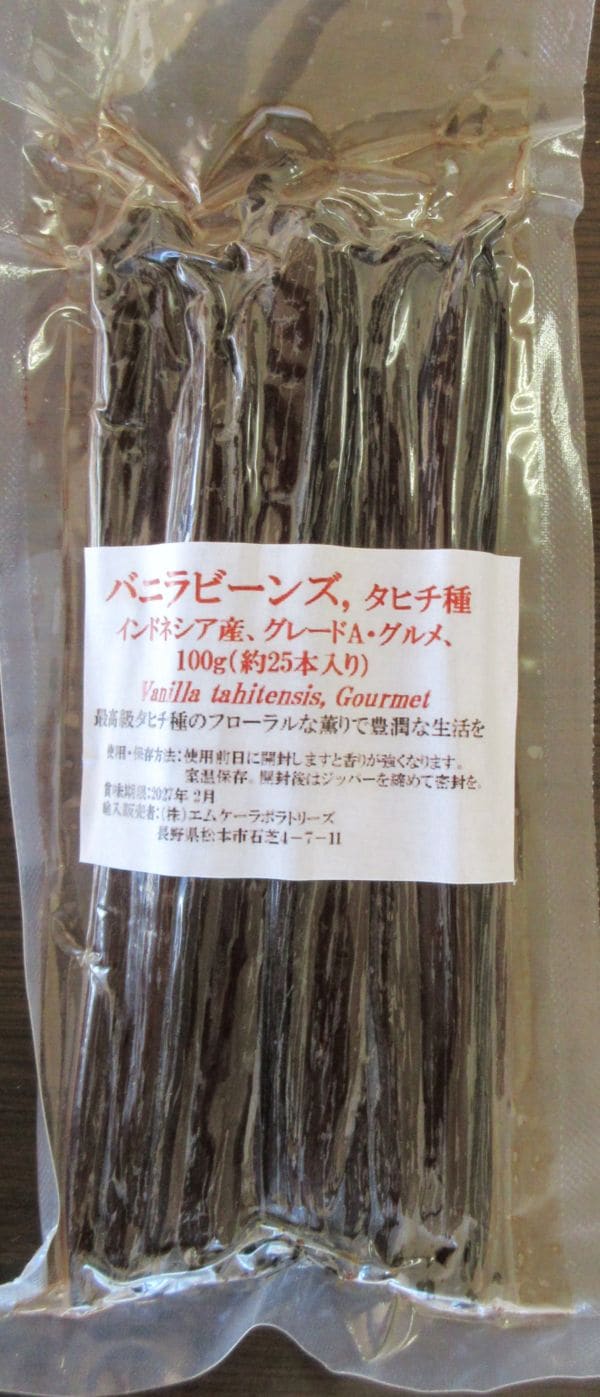 バニラビーンズ, タヒチ種
インドネシア産、グレードA・グルメ、
100g(約25本入り)
Vanilla tahitensis, Gourmet
最高級タヒチ種のフローラルな薫りで豊潤な生活を
使用・保存方法:使用前日に開封しますと香りが強くなります。
室温保存。開封後はジッパーを締めて密封を。
賞味期限:2027年 2月
輸入販売者:(株)エムケーラボラトリーズ
長野県松本市石芝4-7-11